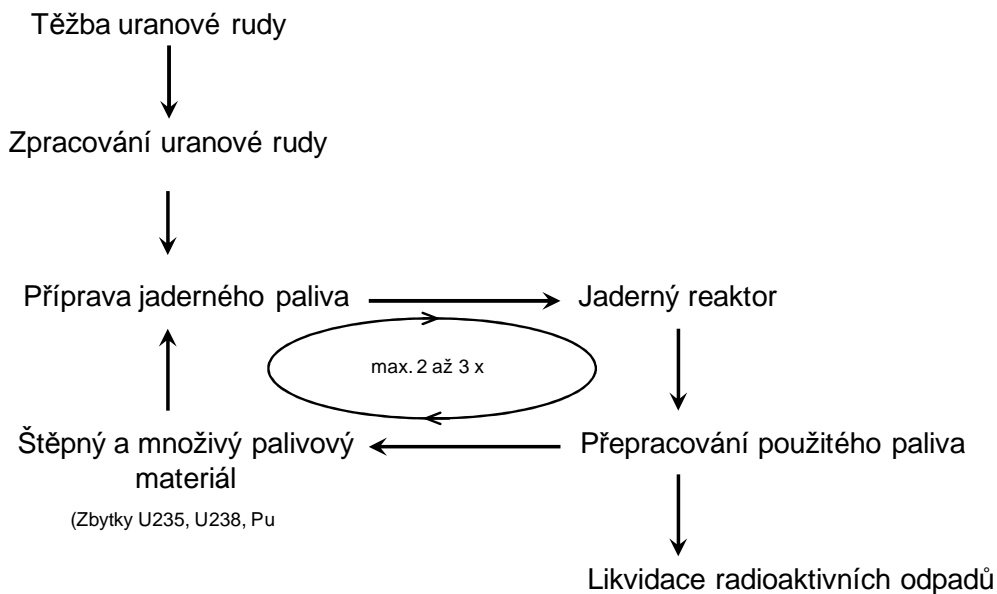 Těžba uranové rudy
Zpracování uranové rudy
Příprava jaderného paliva
Jaderný reaktor
max. 2 až 3 x
Štěpný a množivý palivový
materiál
(Zbytky U235, U238, Pu
Přepracování použitého paliva
Likvidace radioaktivních odpadů